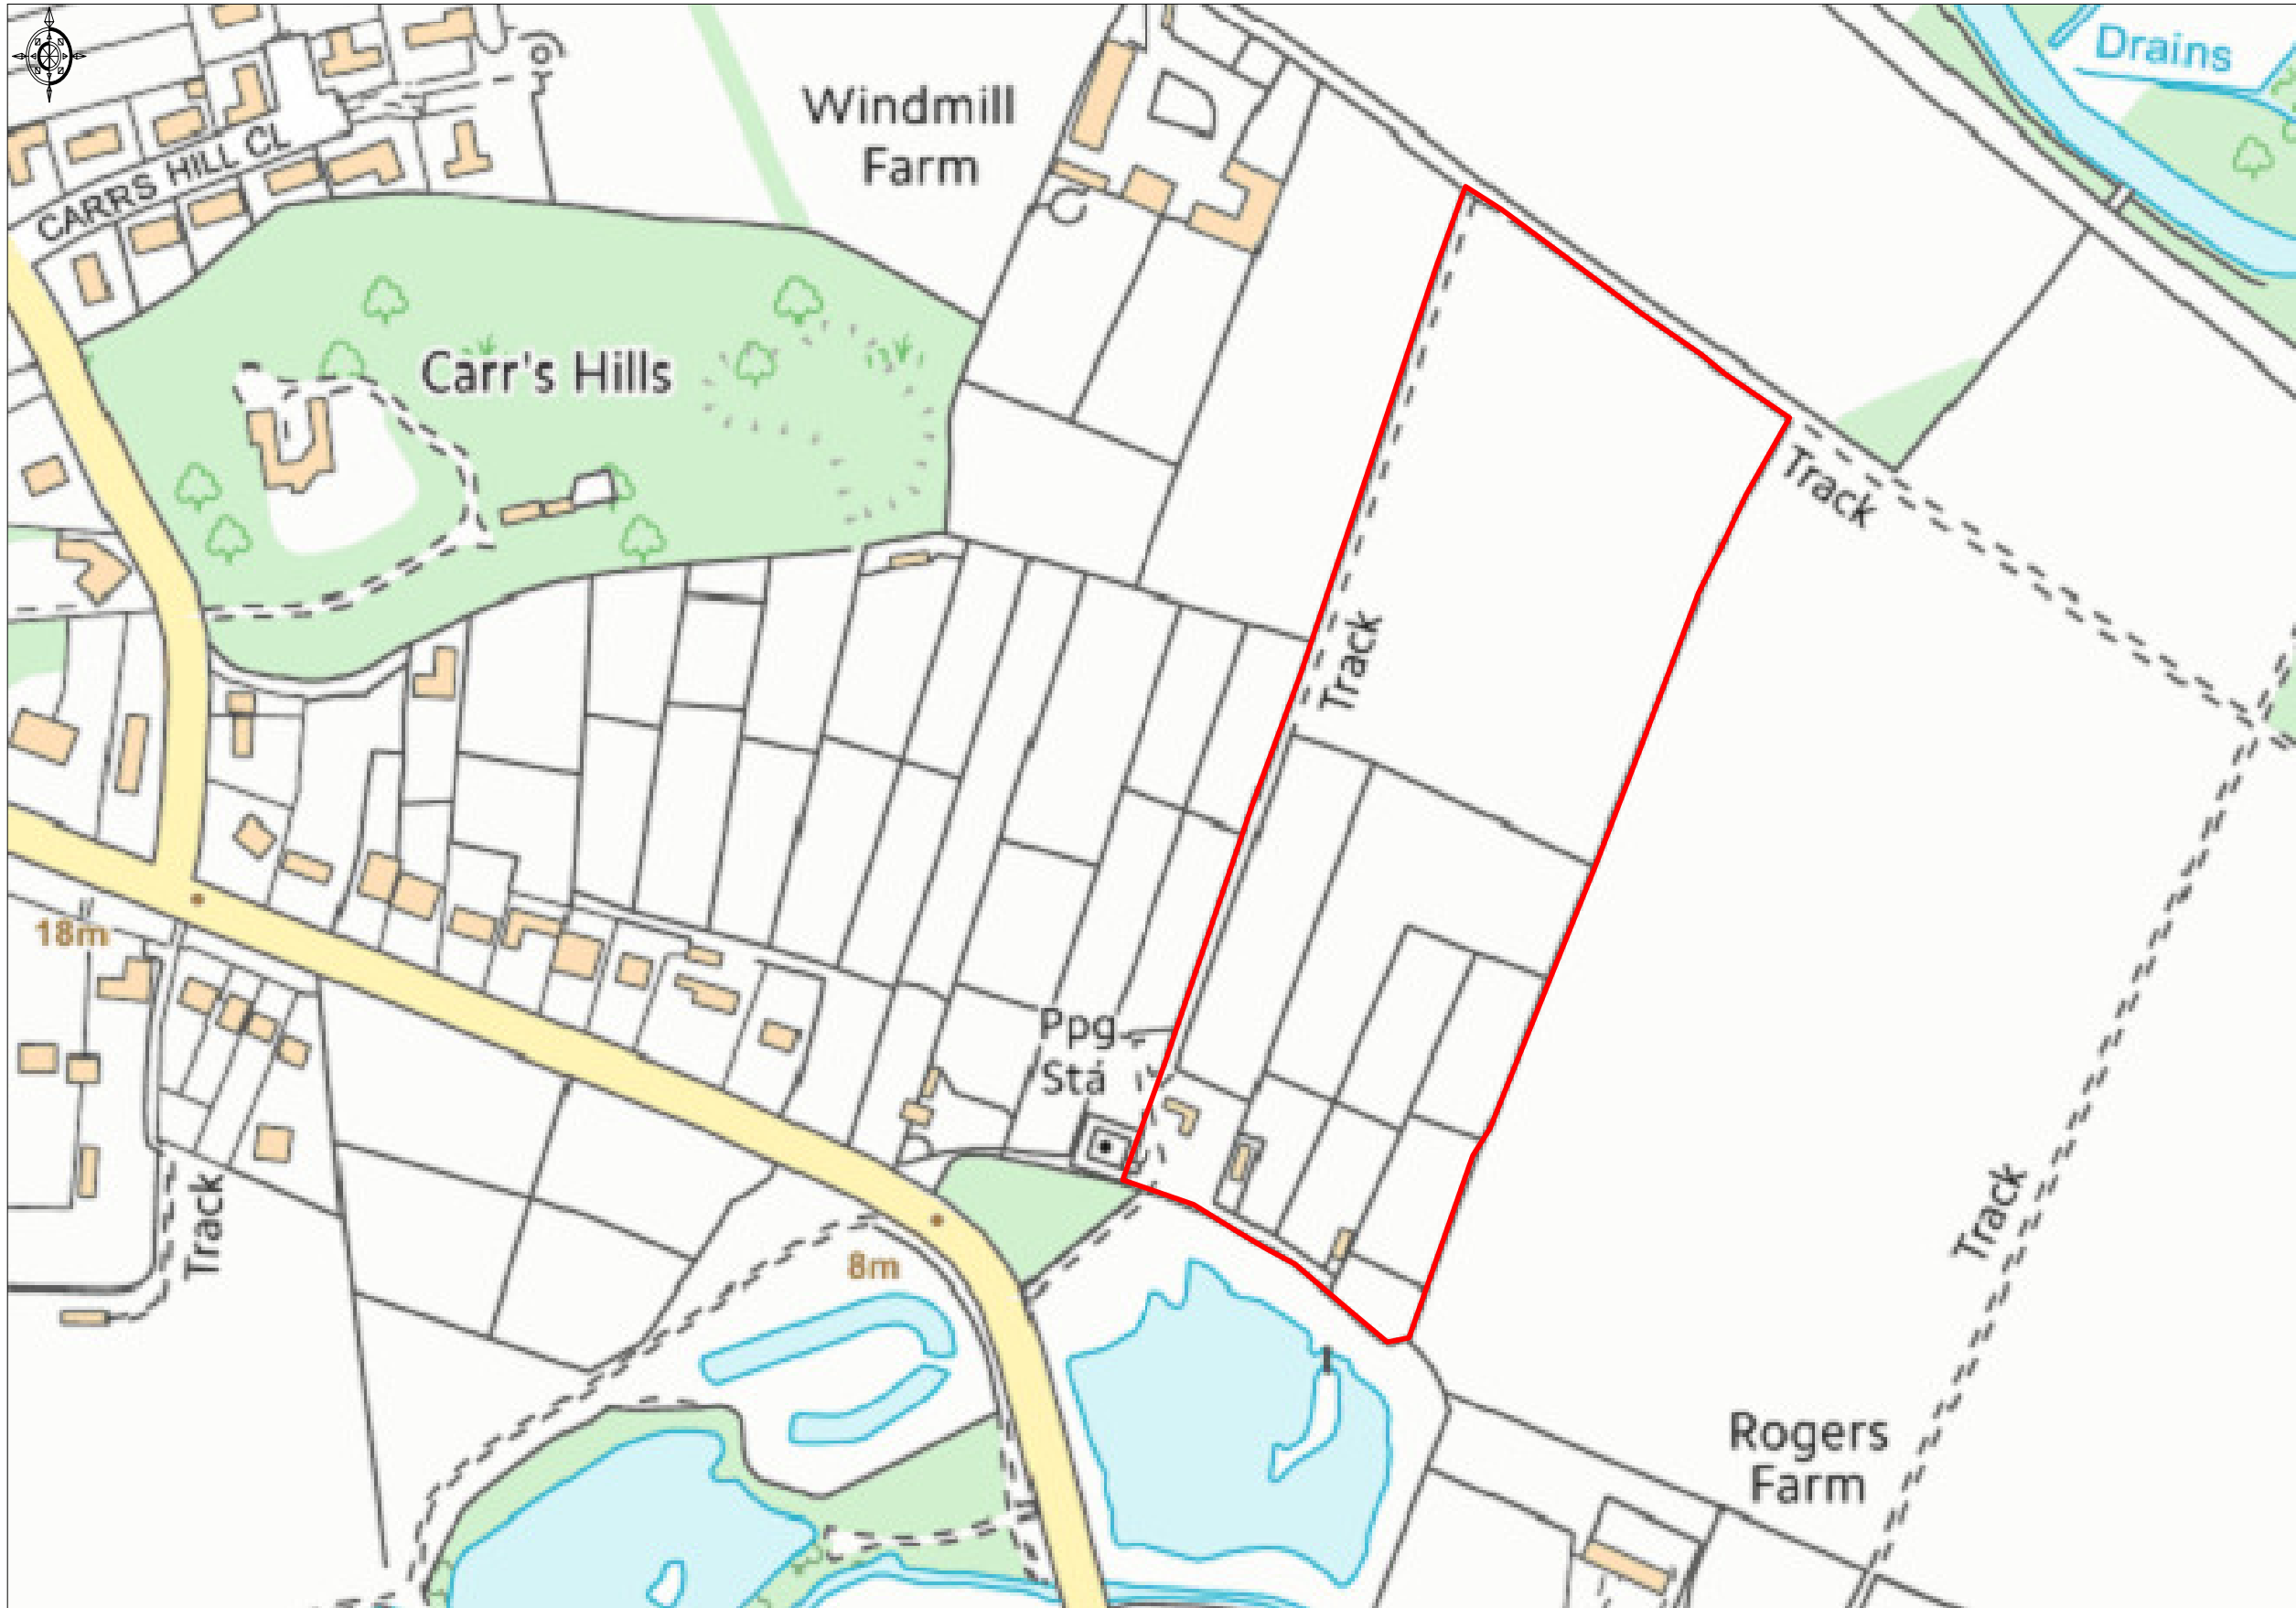 Drains
Windmill
Farm
CARRS HILL CL
Carr's Hills
Track
Track
18m
Ppg
Sta
Track
Track
8m
Rogers
Farm